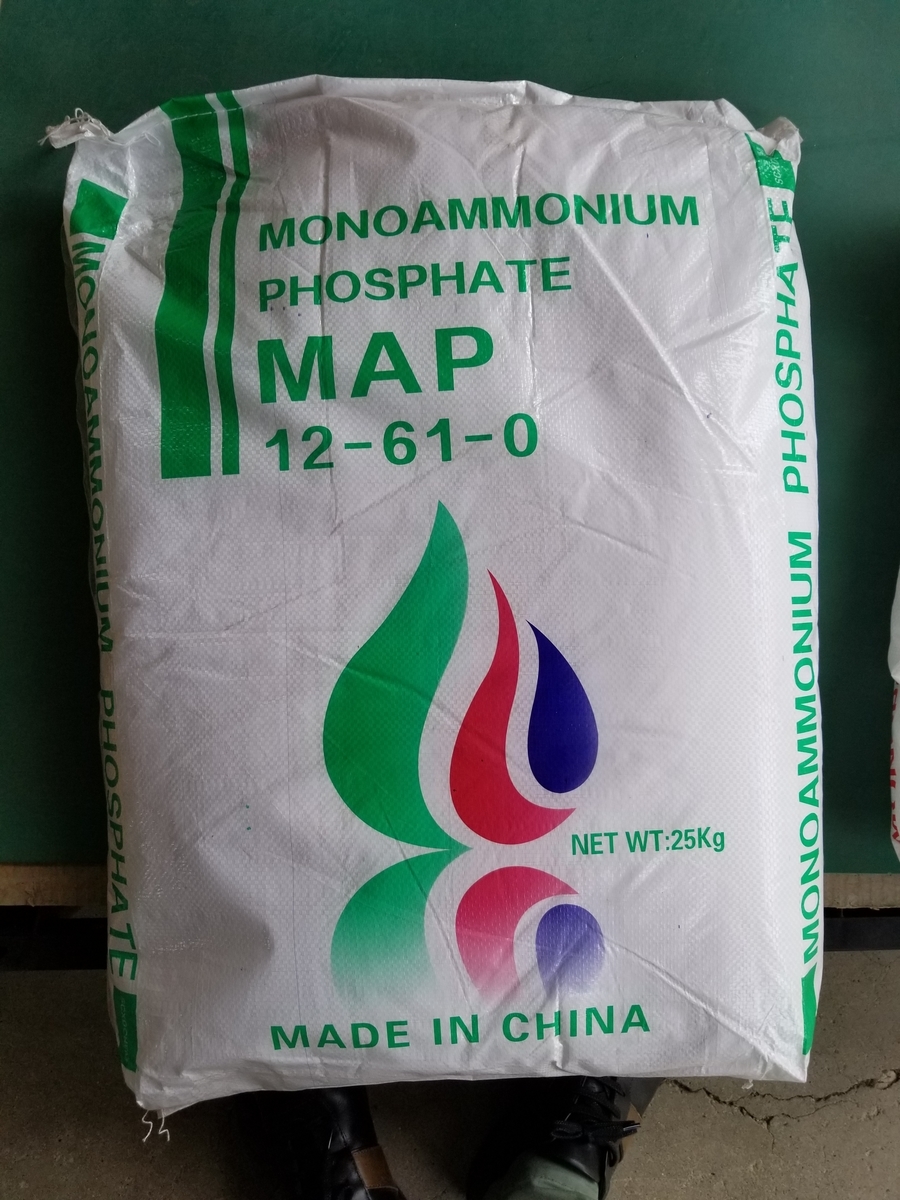 MONOAMMONIUM
PHOSPHATE
MAP
12-61-0
NET WT:25Kg
MADE IN CHINA
MONOAMMONIUM PHOSPHATE
MONOAMMONIUM PHOSPHATE